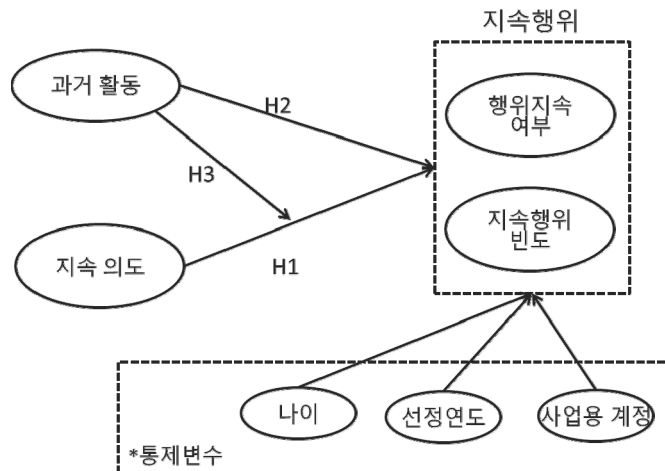 지속행위
과거 활동
H2
행위지속
여부
H3
지속행위
빈도
지속 의도
H1
나이
선정연도
사업용 계정
*통제변수